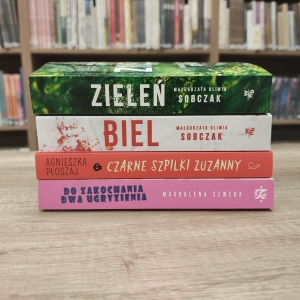 ZIELEŃ
MAŁGORZATA OLIWIA
SOBCZAK
BIEL
MAŁGORZATA OLIWIA
SOBCZAK
AGNIESZKA
PŁOSZAJ
CZARNE SZPILKI ZUZANNY
DO ZAKOCHANIA
DWA UGRYZIENIA
MAGDALENA SZWEDA